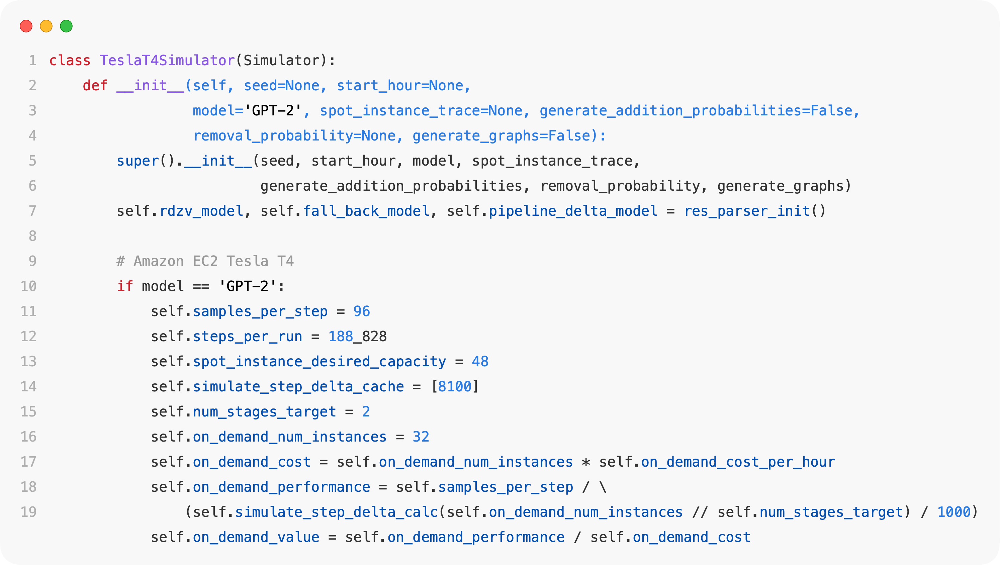 1 class TeslaT4Simulator(Simulator):
2     def __init__(self, seed=None, start_hour=None,
3                  model='GPT-2', spot_instance_trace=None, generate_addition_probabilities=False,
4                  removal_probability=None, generate_graphs=False):
5         super().__init__(seed, start_hour, model, spot_instance_trace,
6                          generate_addition_probabilities, removal_probability, generate_graphs)
7         self.rdzv_model, self.fall_back_model, self.pipeline_delta_model = res_parser_init()
8
9         # Amazon EC2 Tesla T4
10         if model == 'GPT-2':
11             self.samples_per_step = 96
12             self.steps_per_run = 188_828
13             self.spot_instance_desired_capacity = 48
14             self.simulate_step_delta_cache = [8100]
15             self.num_stages_target = 2
16             self.on_demand_num_instances = 32
17             self.on_demand_cost = self.on_demand_num_instances * self.on_demand_cost_per_hour
18             self.on_demand_performance = self.samples_per_step / \
19                 (self.simulate_step_delta_calc(self.on_demand_num_instances // self.num_stages_target) / 1000)
            self.on_demand_value = self.on_demand_performance / self.on_demand_cost